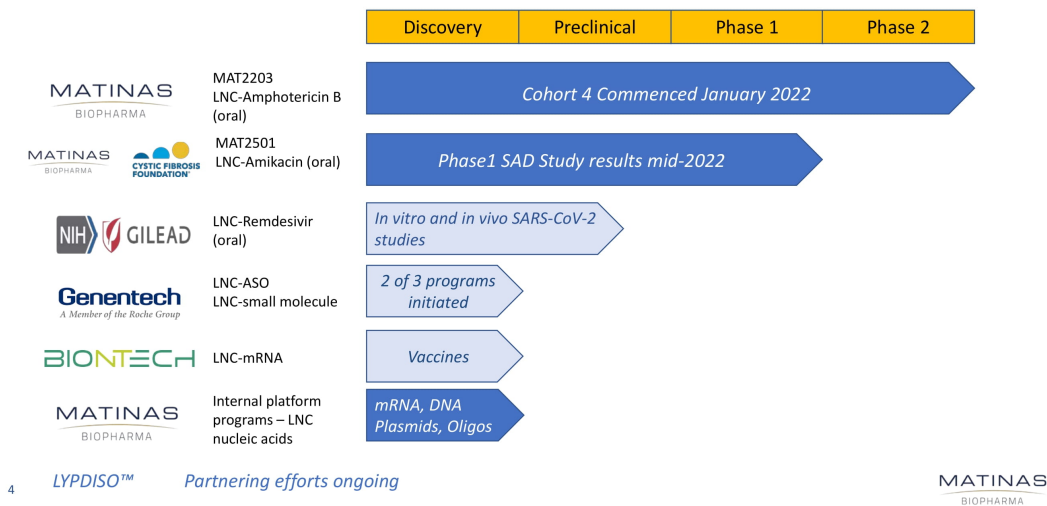 Discovery Preclinical Phase 1 Phase 2
MATINAS
BIOPHARMA
MAT2203
LNC-Amphotericin B
(oral)
Cohort 4 Commenced January 2022
MATINAS
BIOPHARMA
CYSTIC FIBROSIS
FOUNDATION®
MAT2501
LNC-Amikacin (oral)
Phase1 SAD Study results mid-2022
NIH GILEAD
LNC-Remdesivir
(oral)
In vitro and in vivo SARS-CoV-2
studies
Genentech
A Member of the Roche Group
LNC-ASO
LNC-small molecule
2 of 3 programs
initiated
BIONTECH
LNC-mRNA
Vaccines
MATINAS
BIOPHARMA
Internal platform
programs – LNC
nucleic acids
mRNA, DNA
Plasmids, Oligos
4 LYPDISO™ Partnering efforts ongoing
MATINAS
BIOPHARMA